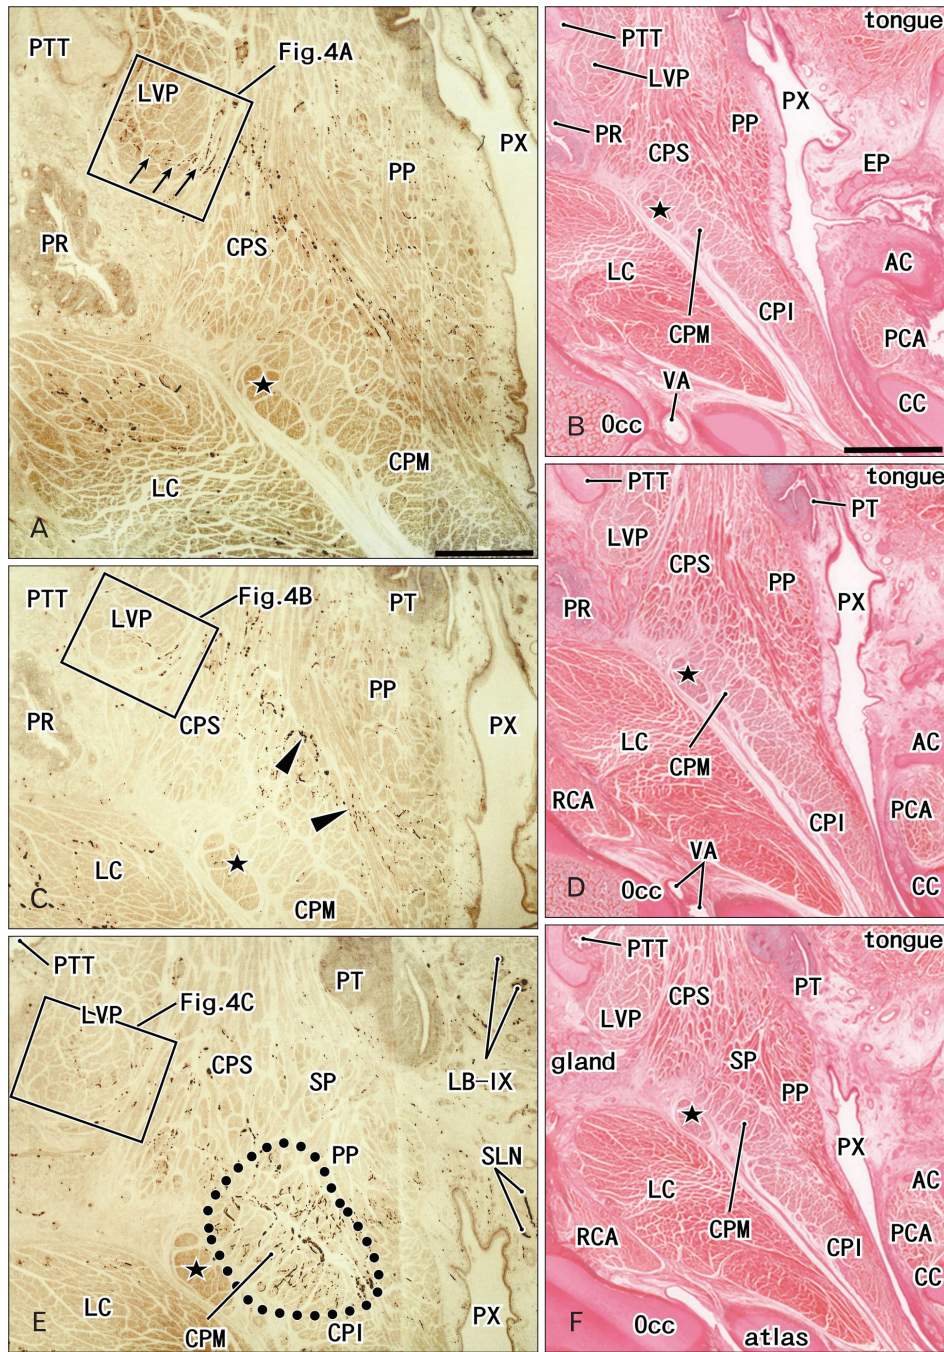 PTT
Fig.4A
LVP
PP
PX
PR
CPS
★
CPM
LC
A
tongue
PTT
LVP
PX
PR
PP
CPS
EP
★
LC
AC
CPI
CPM
PCA
VA
CC
B
Occ
PTT
Fig.4B
PT
LVP
PP
PR
CPS
PX
★
LC
C
CPM
tongue
PTT
PT
LVP
CPS
PP
PX
PR
★
LC
CPM
AC
RCA
PCA
CPI
VA
D
Occ
CC
PTT
Fig.4C
PT
LVP
CPS
SP
LB-IX
PP
SLN
★
LC
PX
E
CPM
CPI
tongue
PTT
CPS
PT
LVP
gland
SP
PP
★
PX
LC
AC
CPM
PCA
RCA
CPI
CC
F
Occ
atlas